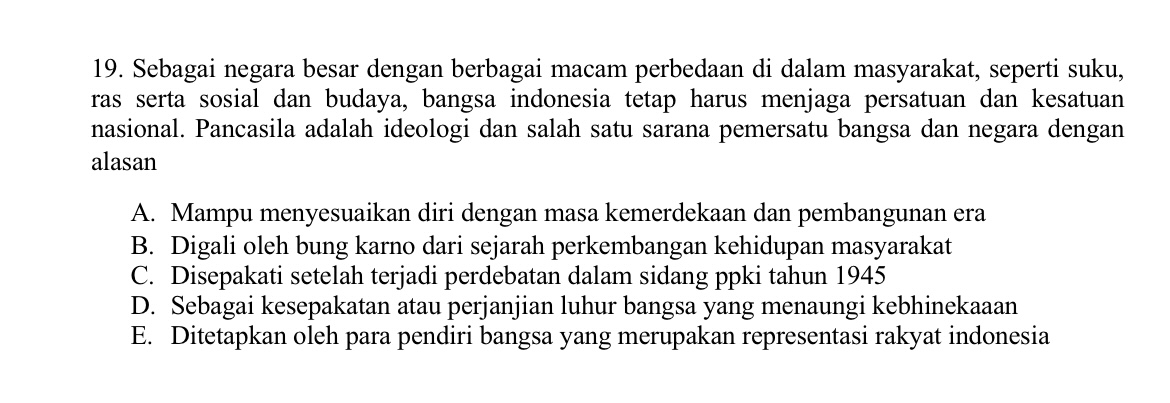 19. Sebagai negara besar dengan berbagai macam perbedaan di dalam masyarakat, seperti suku,
ras serta sosial dan budaya, bangsa indonesia tetap harus menjaga persatuan dan kesatuan
nasional. Pancasila adalah ideologi dan salah satu sarana pemersatu bangsa dan negara dengan
alasan
A. Mampu menyesuaikan diri dengan masa kemerdekaan dan pembangunan era
B. Digali oleh bung karno dari sejarah perkembangan kehidupan masyarakat
C. Disepakati setelah terjadi perdebatan dalam sidang ppki tahun 1945
D. Sebagai kesepakatan atau perjanjian luhur bangsa yang menaungi kebhinekaaan
E. Ditetapkan oleh para pendiri bangsa yang merupakan representasi rakyat indonesia